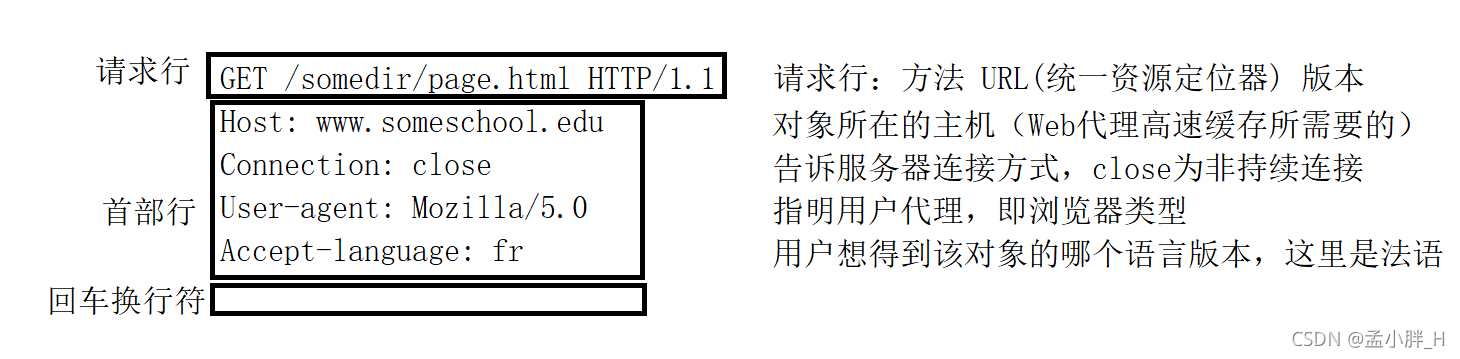 请求行 GET /somedir/page.html HTTP/1.1 请求行：方法 URL(统一资源定位器) 版本
Host: www.someschool.edu 对象所在的主机（Web代理高速缓存所需要的）
Connection: close 告诉服务器连接方式，close为非持续连接
首部行 User-agent: Mozilla/5.0 指明用户代理，即浏览器类型
Accept-language: fr 用户想得到该对象的哪个语言版本，这里是法语
回车换行符
CSDN @孟小胖_H